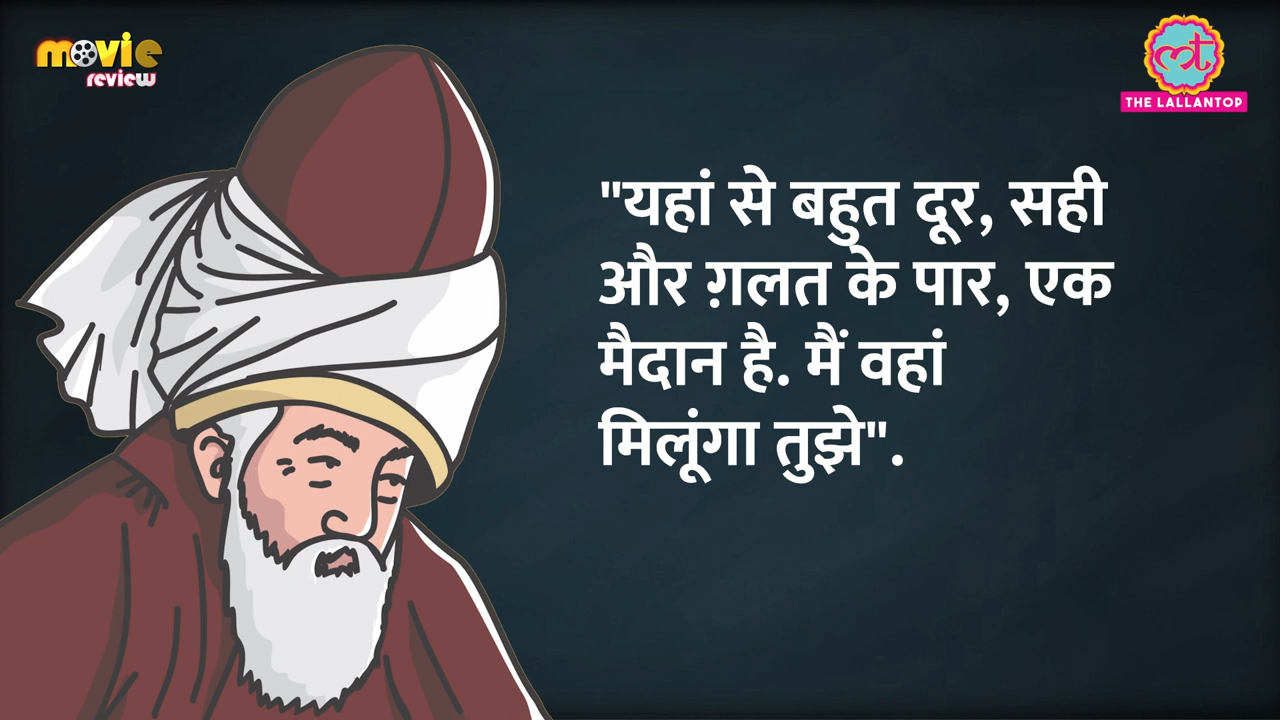 movie
review
THE LALLANTOP
"यहां से बहुत दूर, सही
और ग़लत के पार, एक
मैदान है. मैं वहां
मिलूंगा तुझे".